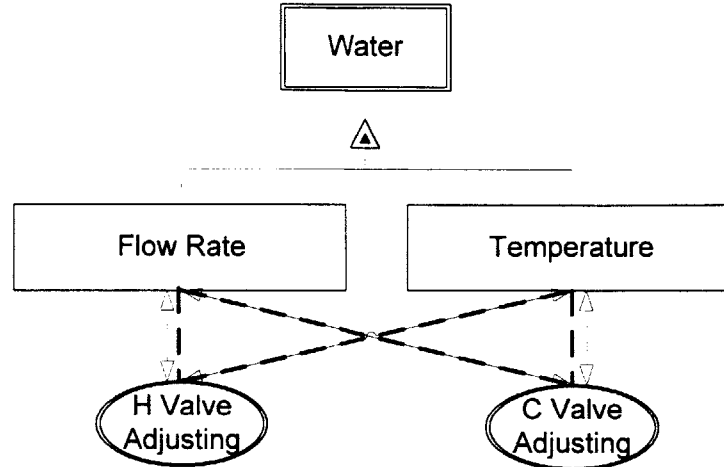 Water
Flow Rate
Temperature
H Valve
Adjusting
C Valve
Adjusting